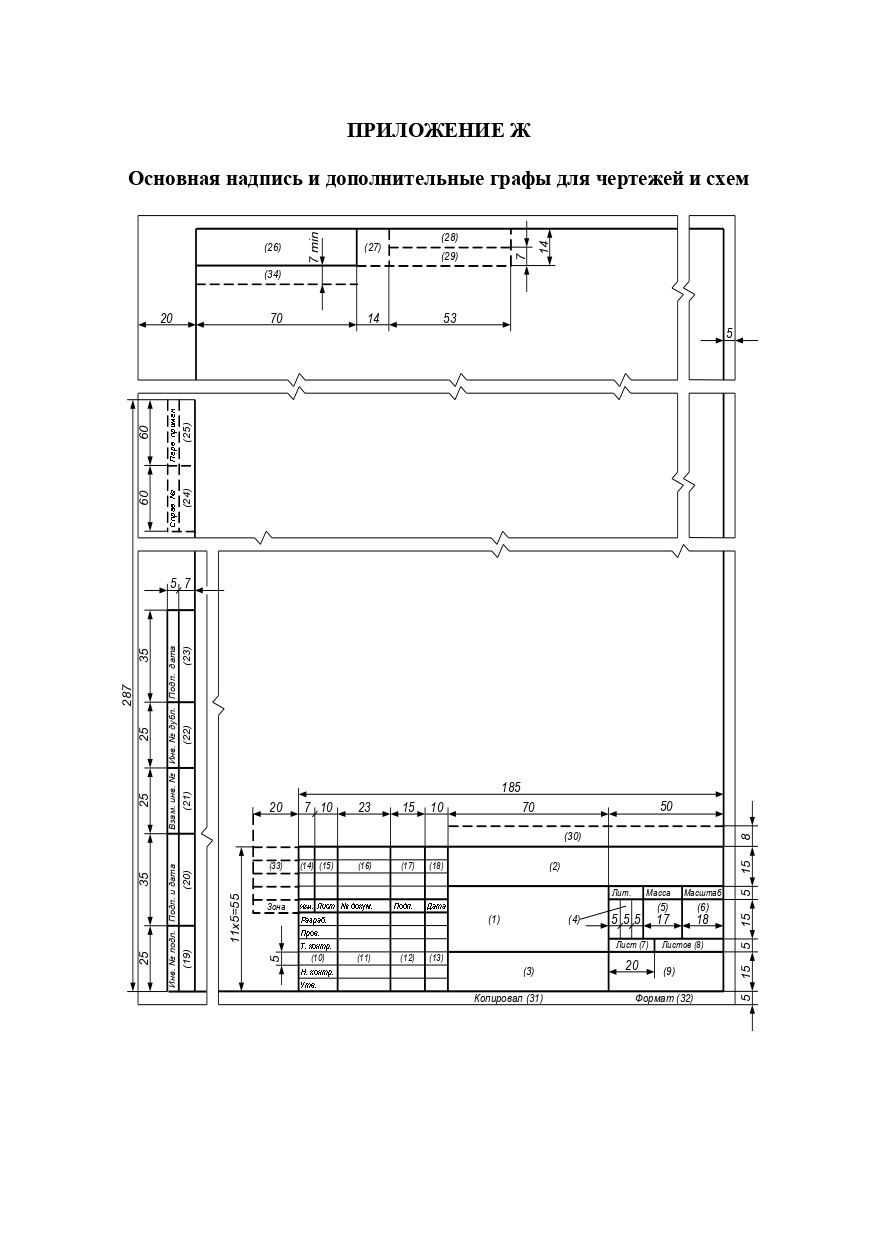 ПРИЛОЖЕНИЕ Ж
Основная надпись и дополнительные графы для чертежей и схем
(26) 7 min (27) (28) 14
(34) (29) 7
20 70 14 53
5
60 Перв. примен. (25)
60 Справ. № (24)
5 7
287
35 Подп. дата (23)
25 Инв. № дубл. (22)
25 Взам. инв. № (21)
35 Подп. и дата (20)
25 Инв. № подл. (19)
185
20 7 10 23 15 10 70 50
(30) 8
(33) (14) (15) (16) (17) (18) (2) 15
11x5=55
Лит. Масса Масштаб 5
Зона Изм. Лист № докум. Подп. Дата (1) (4) (5) (6)
Разраб. 5 5 5 17 18 15
Пров.
Т. контр. Лист (7) Листов (8) 5
5 (10) (11) (12) (13) (3) 20 (9) 15
Н. контр.
Утв.
Копировал (31) Формат (32) 5